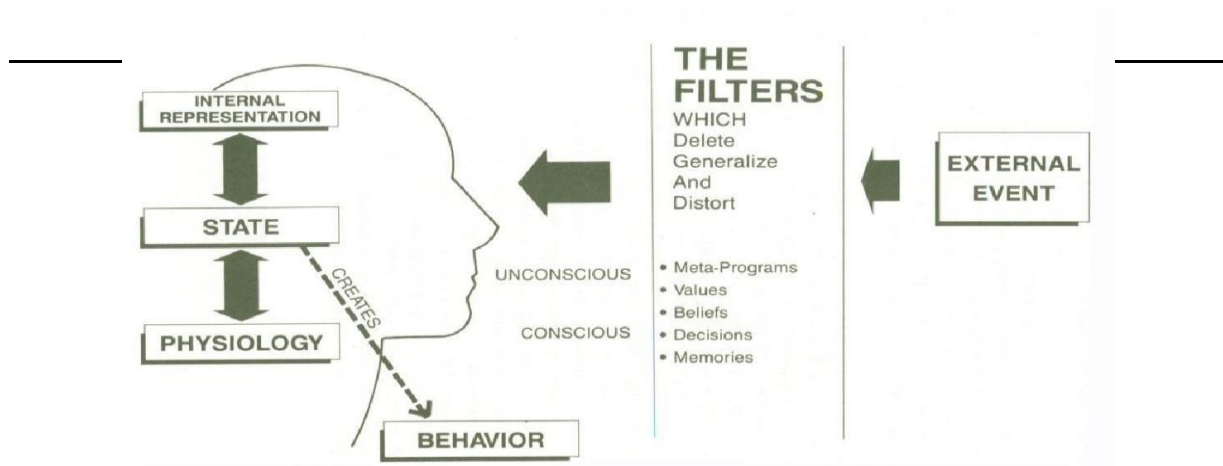 INTERNAL
REPRESENTATION
STATE
PHYSIOLOGY
CREATES
BEHAVIOR
UNCONSCIOUS
CONSCIOUS
THE
FILTERS
WHICH
Delete
Generalize
And
Distort
• Meta-Programs
• Values
• Beliefs
• Decisions
• Memories
EXTERNAL
EVENT